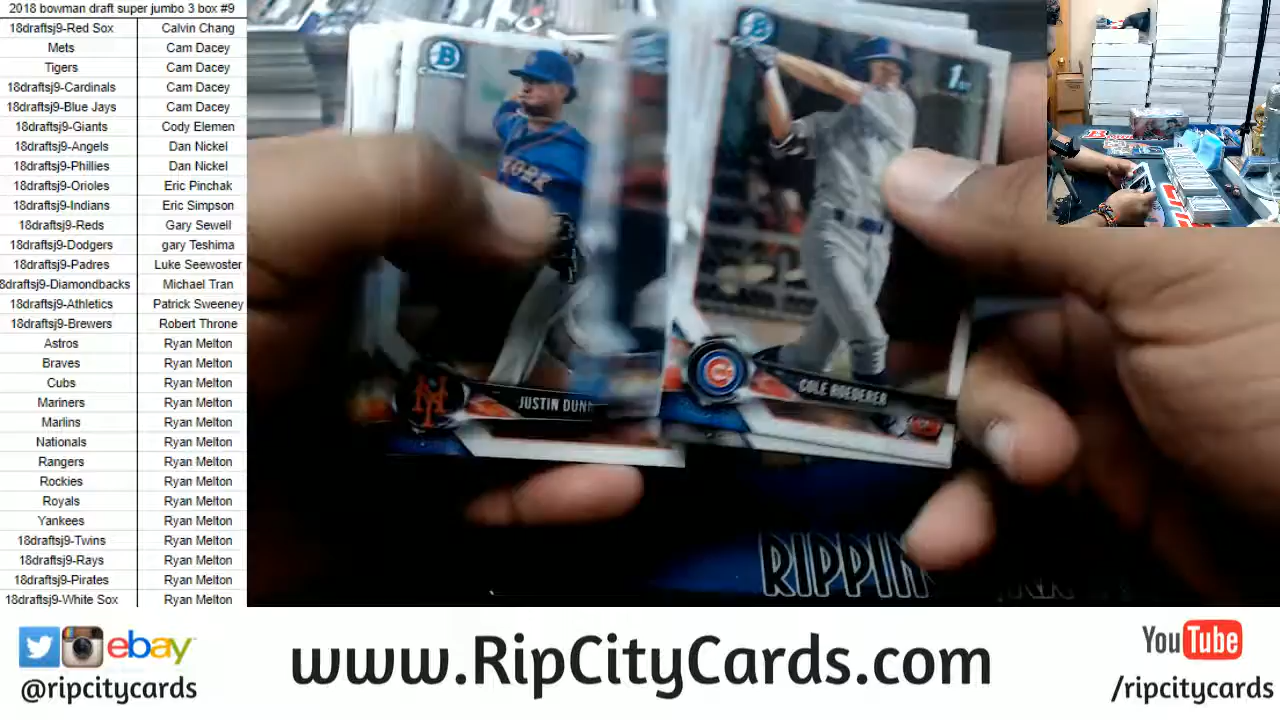 2018 bowman draft super jumbo 3 box #9
18draftsj9-Red Sox Calvin Chang
Mets Cam Dacey
Tigers Cam Dacey
18draftsj9-Cardinals Cam Dacey
18draftsj9-Blue Jays Cam Dacey
18draftsj9-Giants Cody Elemen
18draftsj9-Angels Dan Nickel
18draftsj9-Phillies Dan Nickel
18draftsj9-Orioles Eric Pinchak
18draftsj9-Indians Eric Simpson
18draftsj9-Reds Gary Sewell
18draftsj9-Dodgers gary Teshima
18draftsj9-Padres Luke Seewoster
8draftsj9-Diamondbacks Michael Tran
18draftsj9-Athletics Patrick Sweeney
18draftsj9-Brewers Robert Throne
Astros Ryan Melton
Braves Ryan Melton
Cubs Ryan Melton
Mariners Ryan Melton
Marlins Ryan Melton
Nationals Ryan Melton
Rangers Ryan Melton
Rockies Ryan Melton
Royals Ryan Melton
Yankees Ryan Melton
18draftsj9-Twins Ryan Melton
18draftsj9-Rays Ryan Melton
18draftsj9-Pirates Ryan Melton
18draftsj9-White Sox Ryan Melton
1st
JUSTIN DUNN
COLE ROEDERER
RIPPIN
ebay
@ripcitycards
www.RipCityCards.com
YouTube
/ripcitycards